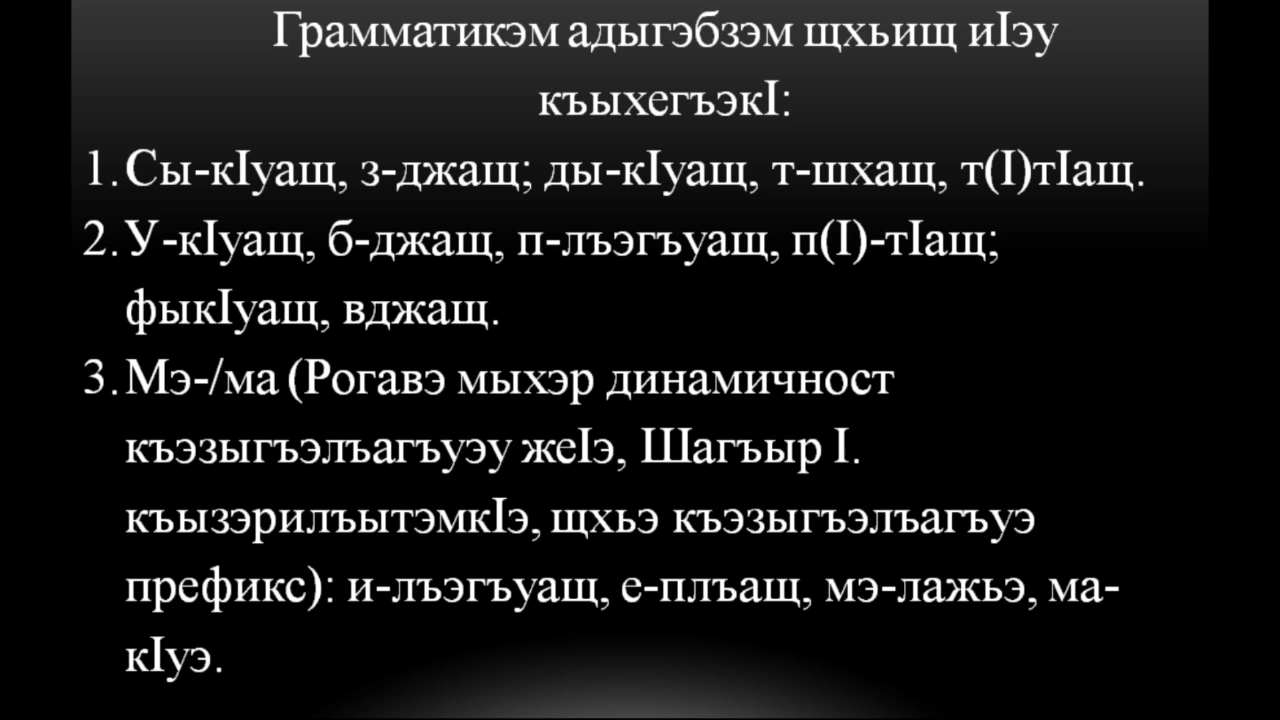 Грамматикэм адыгэбзэм щхьищ иIэу
къыхегъэкI:
1. Сы-кIуащ, з-джащ; ды-кIуащ, т-шхащ, т(I)тIащ.
2. У-кIуащ, б-джащ, п-лъэгъуащ, п(I)-тIащ;
фыкIуащ, вджащ.
3. Мэ-/ма (Рогавэ мыхэр динамичност
къэзыгъэлъагъуэу жеIэ, Шагъыр I.
къызэрилъытэмкIэ, щхьэ къэзыгъэлъагъуэ
префикс): и-лъэгъуащ, е-плъащ, мэ-лажьэ, ма-
кIуэ.